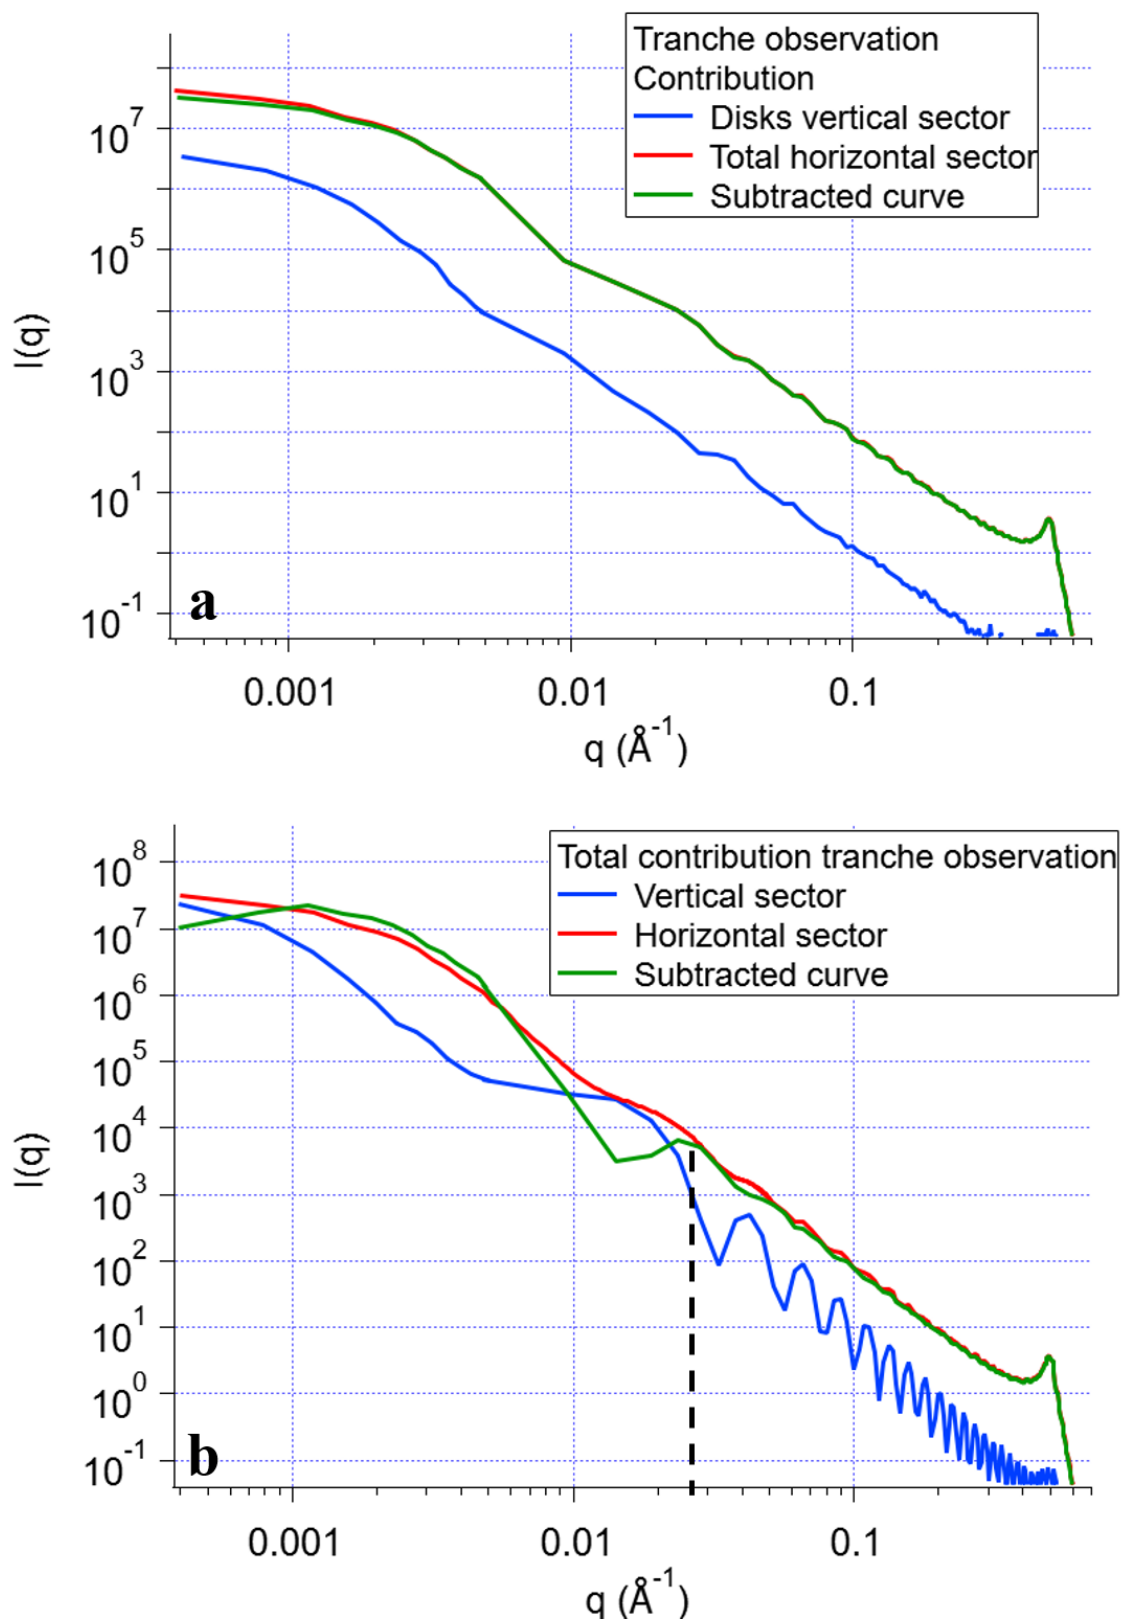 Tranche observation
Contribution
Disks vertical sector
Total horizontal sector
Subtracted curve
I(q)
10^7
10^5
10^3
10^1
10^-1
a
0.001 0.01 0.1
q (Å^-1)
Total contribution tranche observation
Vertical sector
Horizontal sector
Subtracted curve
I(q)
10^8
10^7
10^6
10^5
10^4
10^3
10^2
10^1
10^0
10^-1
b
0.001 0.01 0.1
q (Å^-1)